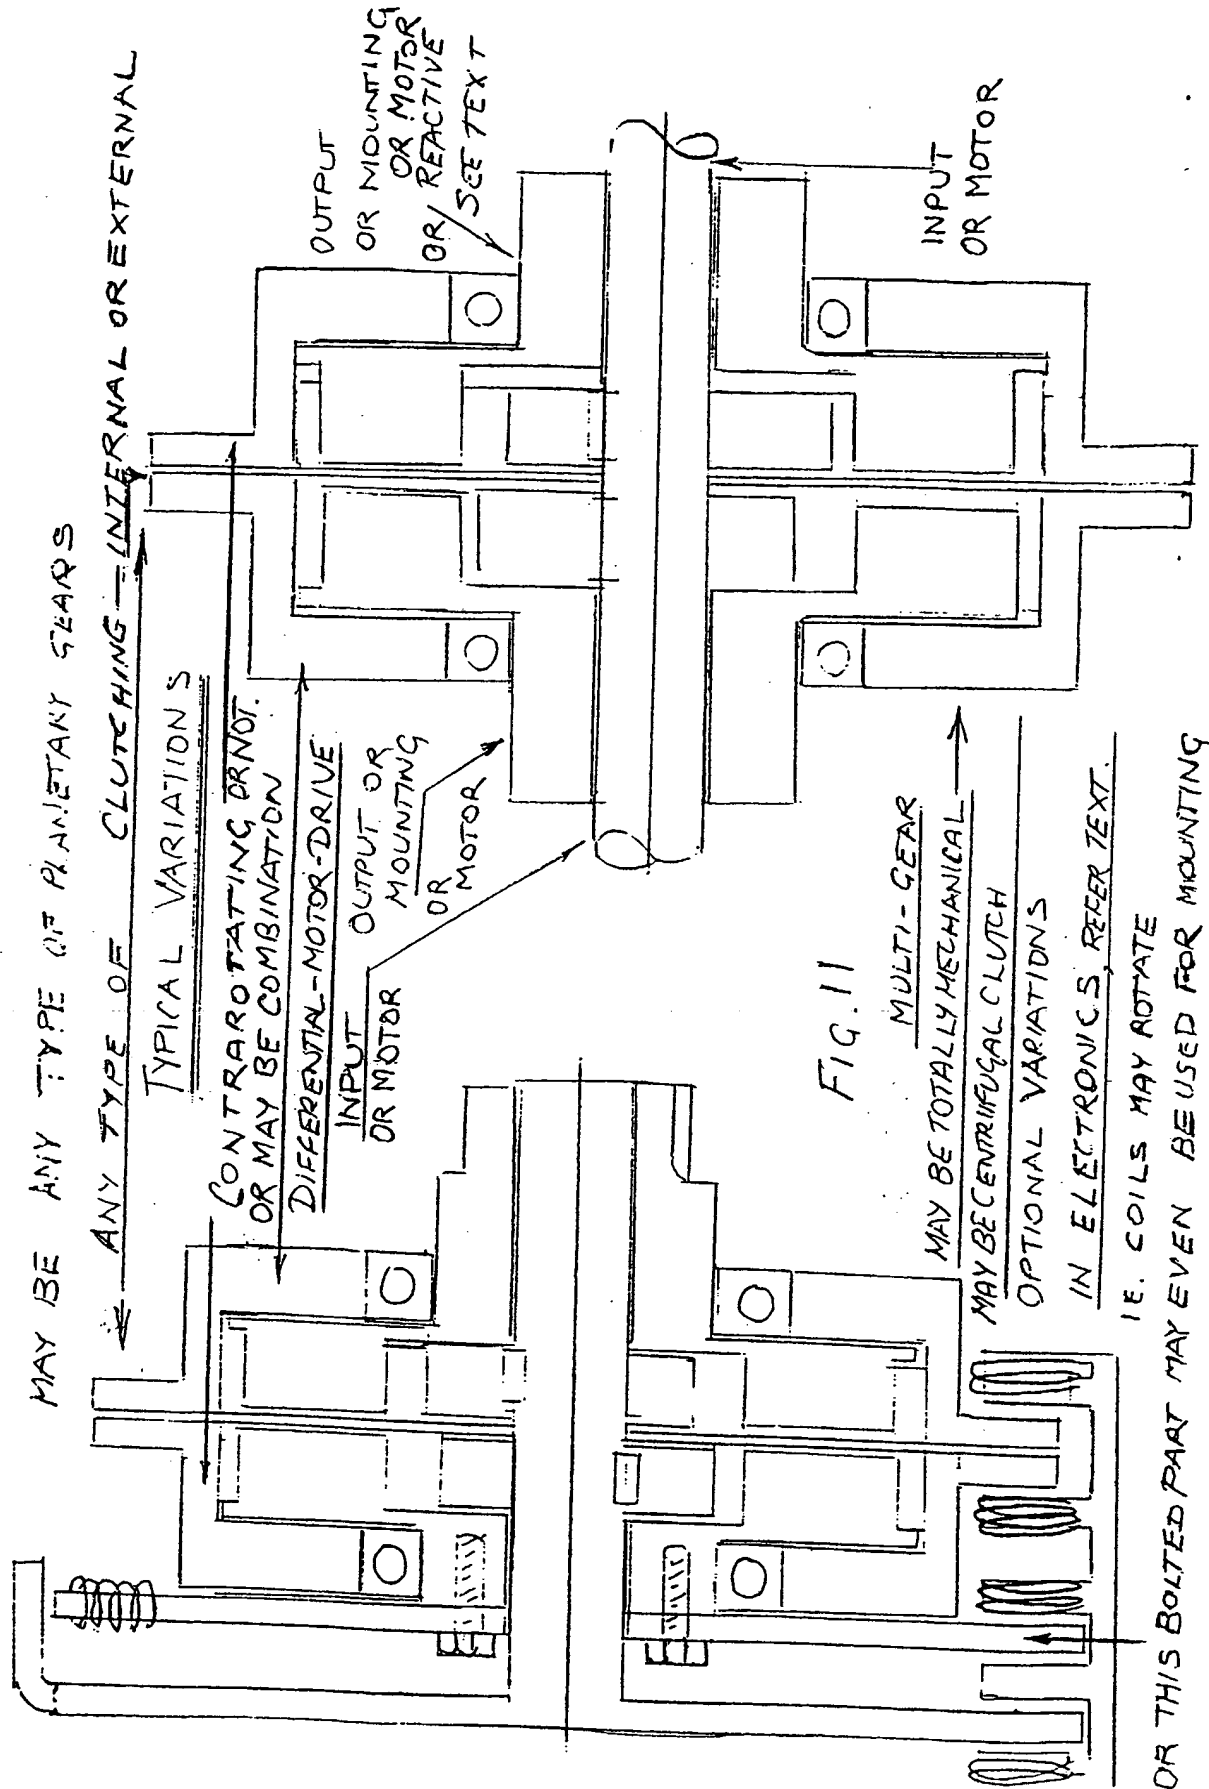 MAY BE ANY TYPE OF PLANETARY GEARS
ANY TYPE OF CLUTCHING - INTERNAL OR EXTERNAL
TYPICAL VARIATIONS
CONTRAROTATING OR NOT.
OR MAY BE COMBINATION
DIFFERENTIAL-MOTOR-DRIVE
INPUT
OR MOTOR
OUTPUT OR
MOUNTING
OR
MOTOR
OUTPUT
OR MOUNTING
OR MOTOR
OR REACTIVE
SEE TEXT
INPUT
OR MOTOR
FIG. 11
MULTI-GEAR
MAY BE TOTALLY MECHANICAL
MAY BE CENTRIFUGAL CLUTCH
OPTIONAL VARIATIONS
IN ELECTRONICS, REFER TEXT.
IE. COILS MAY ROTATE
OR THIS BOLTED PART MAY EVEN BE USED FOR MOUNTING